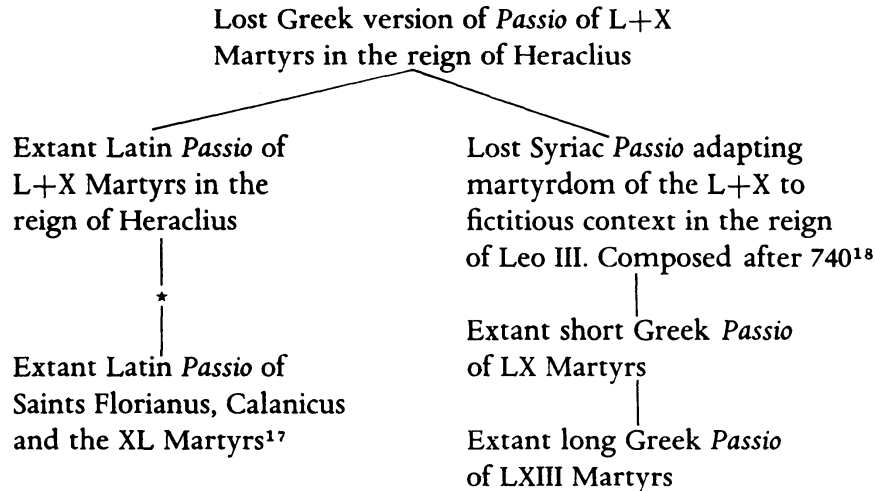 Lost Greek version of Passio of L+X
Martyrs in the reign of Heraclius
Extant Latin Passio of
L+X Martyrs in the
reign of Heraclius
*
Extant Latin Passio of
Saints Florianus, Calanicus
and the XL Martyrs¹⁷
Lost Syriac Passio adapting
martyrdom of the L+X to
fictitious context in the reign
of Leo III. Composed after 740¹⁸
Extant short Greek Passio
of LX Martyrs
Extant long Greek Passio
of LXIII Martyrs